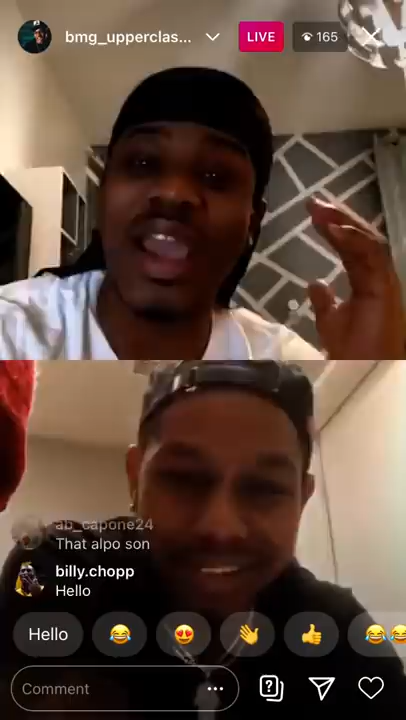 bmg_upperclas...
LIVE
165
ab_capone24
That alpo son
billy.chopp
Hello
Hello
Comment